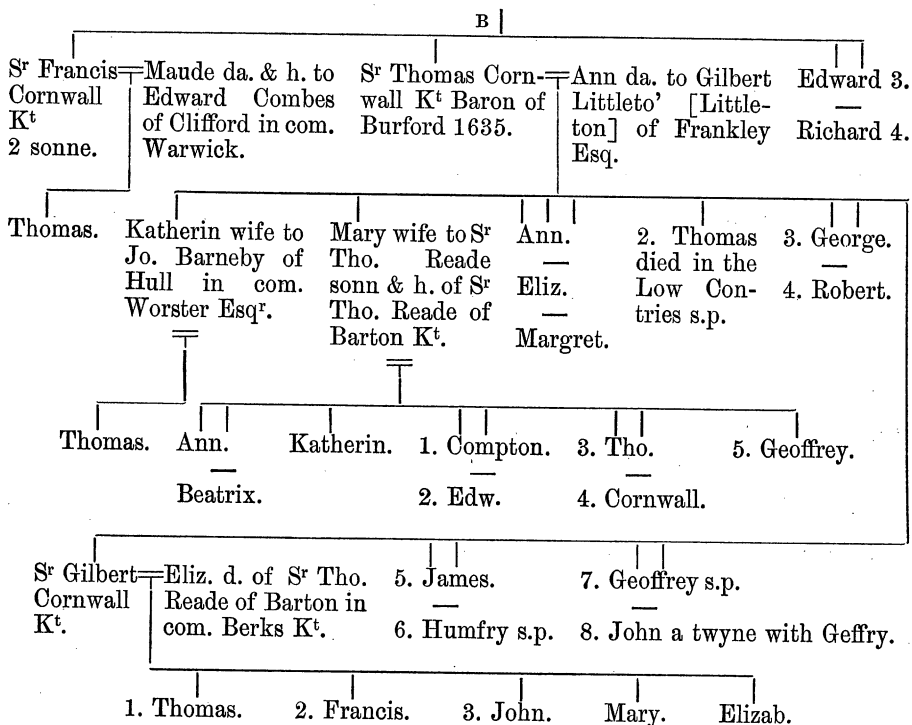 B
Sʳ Francis
Cornwall
Kᵗ
2 sonne.
Maude da. & h. to
Edward Combes
of Clifford in com.
Warwick.
Sʳ Thomas Corn-
wall Kᵗ Baron of
Burford 1635.
Ann da. to Gilbert
Littleto' [Little-
ton] of Frankley
Esq.
Edward 3.
—
Richard 4.
Thomas.
Katherin wife to
Jo. Barneby of
Hull in com.
Worster Esqʳ.
Mary wife to Sʳ
Tho. Reade
sonn & h. of Sʳ
Tho. Reade of
Barton Kᵗ.
Ann.
—
Eliz.
—
Margret.
2. Thomas
died in the
Low Con-
tries s.p.
3. George.
—
4. Robert.
Thomas.
Ann.
—
Beatrix.
Katherin.
1. Compton.
—
2. Edw.
3. Tho.
—
4. Cornwall.
5. Geoffrey.
Sʳ Gilbert
Cornwall
Kᵗ.
Eliz. d. of Sʳ Tho.
Reade of Barton in
com. Berks Kᵗ.
5. James.
—
6. Humfry s.p.
7. Geoffrey s.p.
—
8. John a twyne with Geffry.
1. Thomas.
2. Francis.
3. John.
Mary.
Elizab.